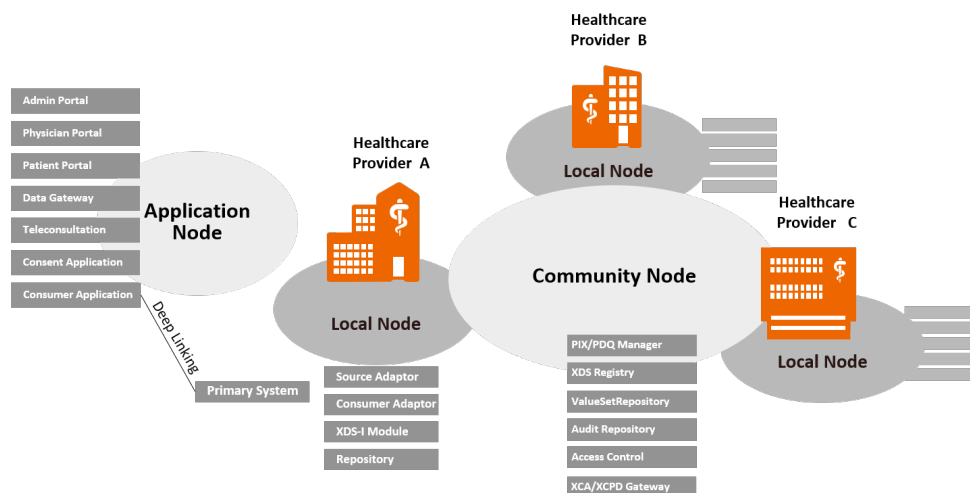 Healthcare
Provider B
Admin Portal
Physician Portal
Patient Portal
Data Gateway
Teleconsultation
Consent Application
Consumer Application
Application
Node
Deep Linking
Primary System
Healthcare
Provider A
Local Node
Source Adaptor
Consumer Adaptor
XDS-I Module
Repository
Local Node
Community Node
PIX/PDQ Manager
XDS Registry
ValueSetRepository
Audit Repository
Access Control
XCA/XCPD Gateway
Healthcare
Provider C
Local Node